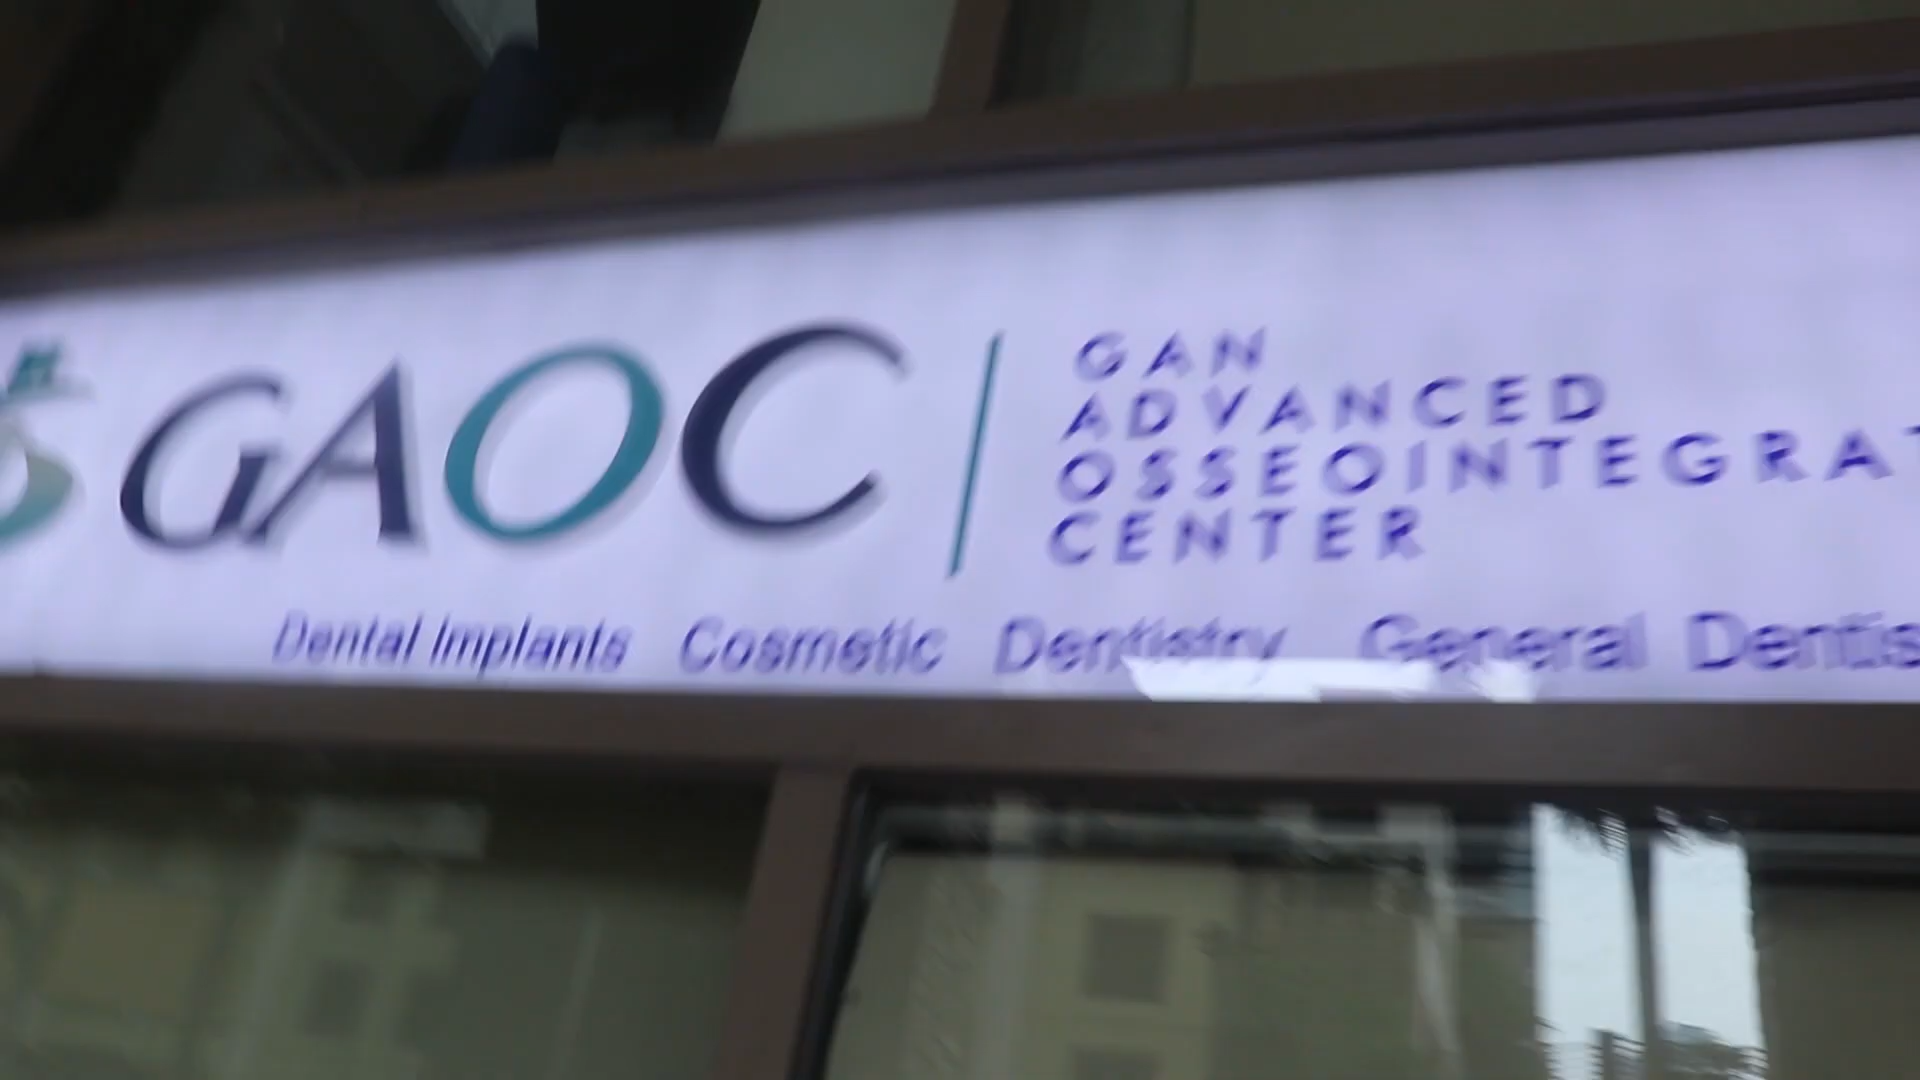 GAOC
GAN
ADVANCED
OSSEOINTEGRAT
CENTER
Dental Implants Cosmetic Dentistry General Dentis